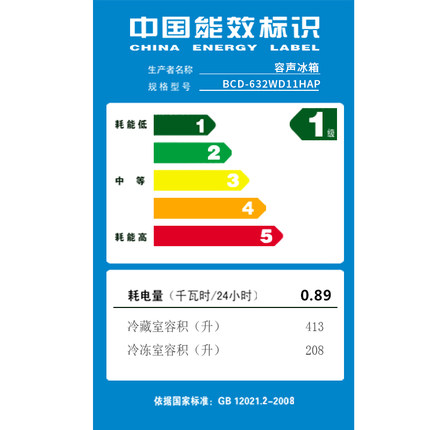 中国能效标识
CHINA ENERGY LABEL
生产者名称 容声冰箱
规格型号 BCD-632WD11HAP
耗能低 1 1级
2
中 等 3
4
耗能高 5
耗电量（千瓦时/24小时） 0.89
冷藏室容积（升） 413
冷冻室容积（升） 208
依据国家标准：GB 12021.2-2008